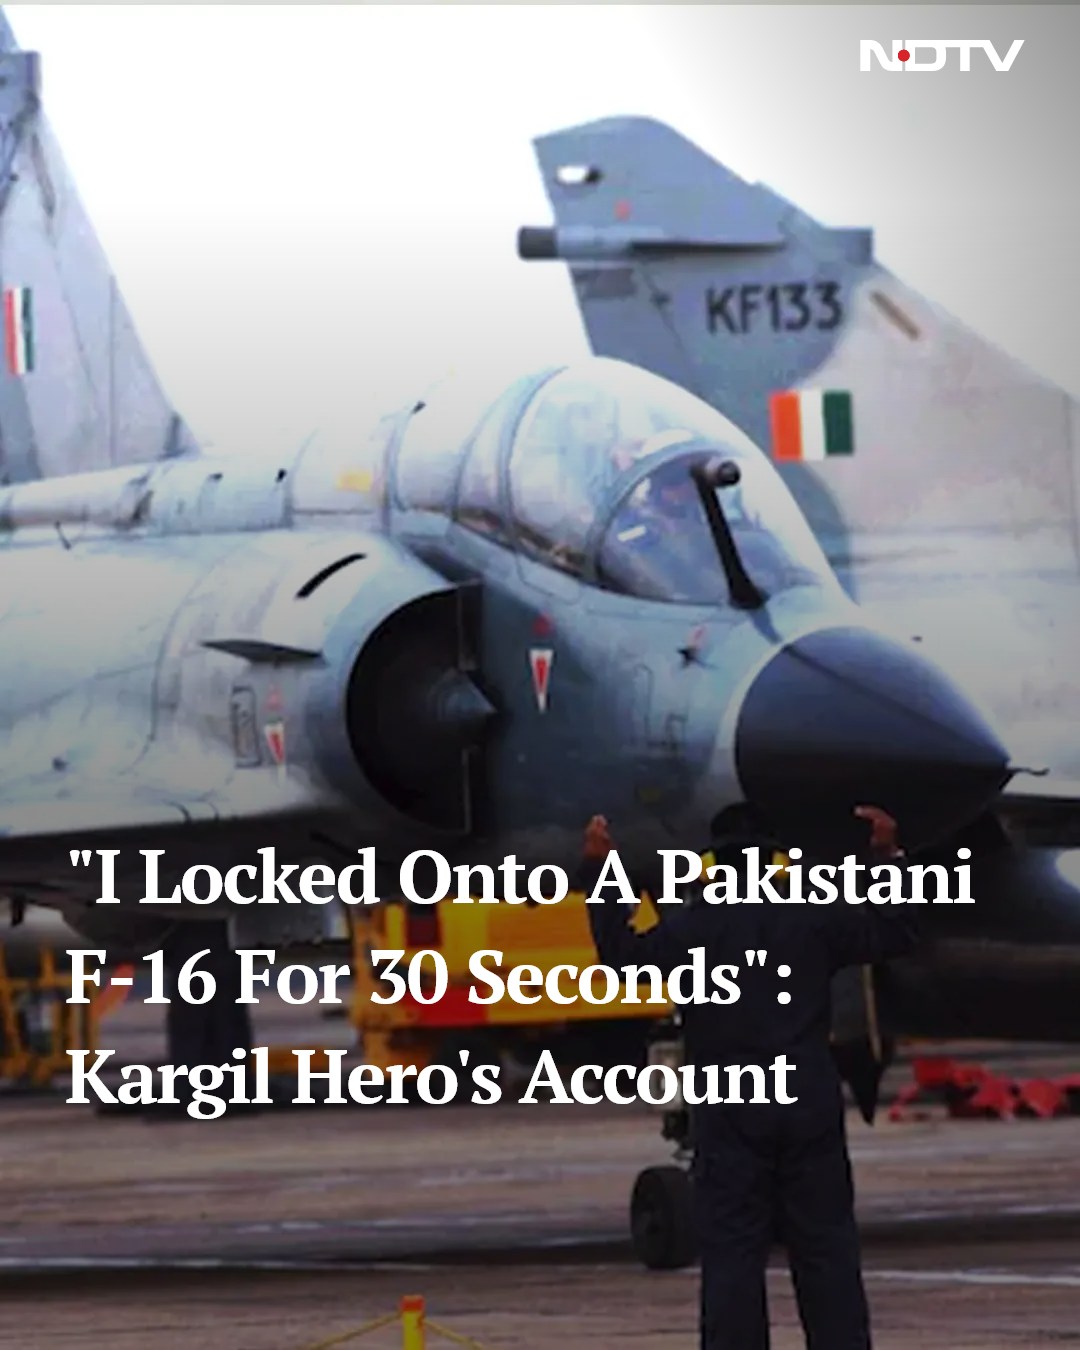 NDTV
KF133
"I Locked Onto A Pakistani
F-16 For 30 Seconds":
Kargil Hero's Account